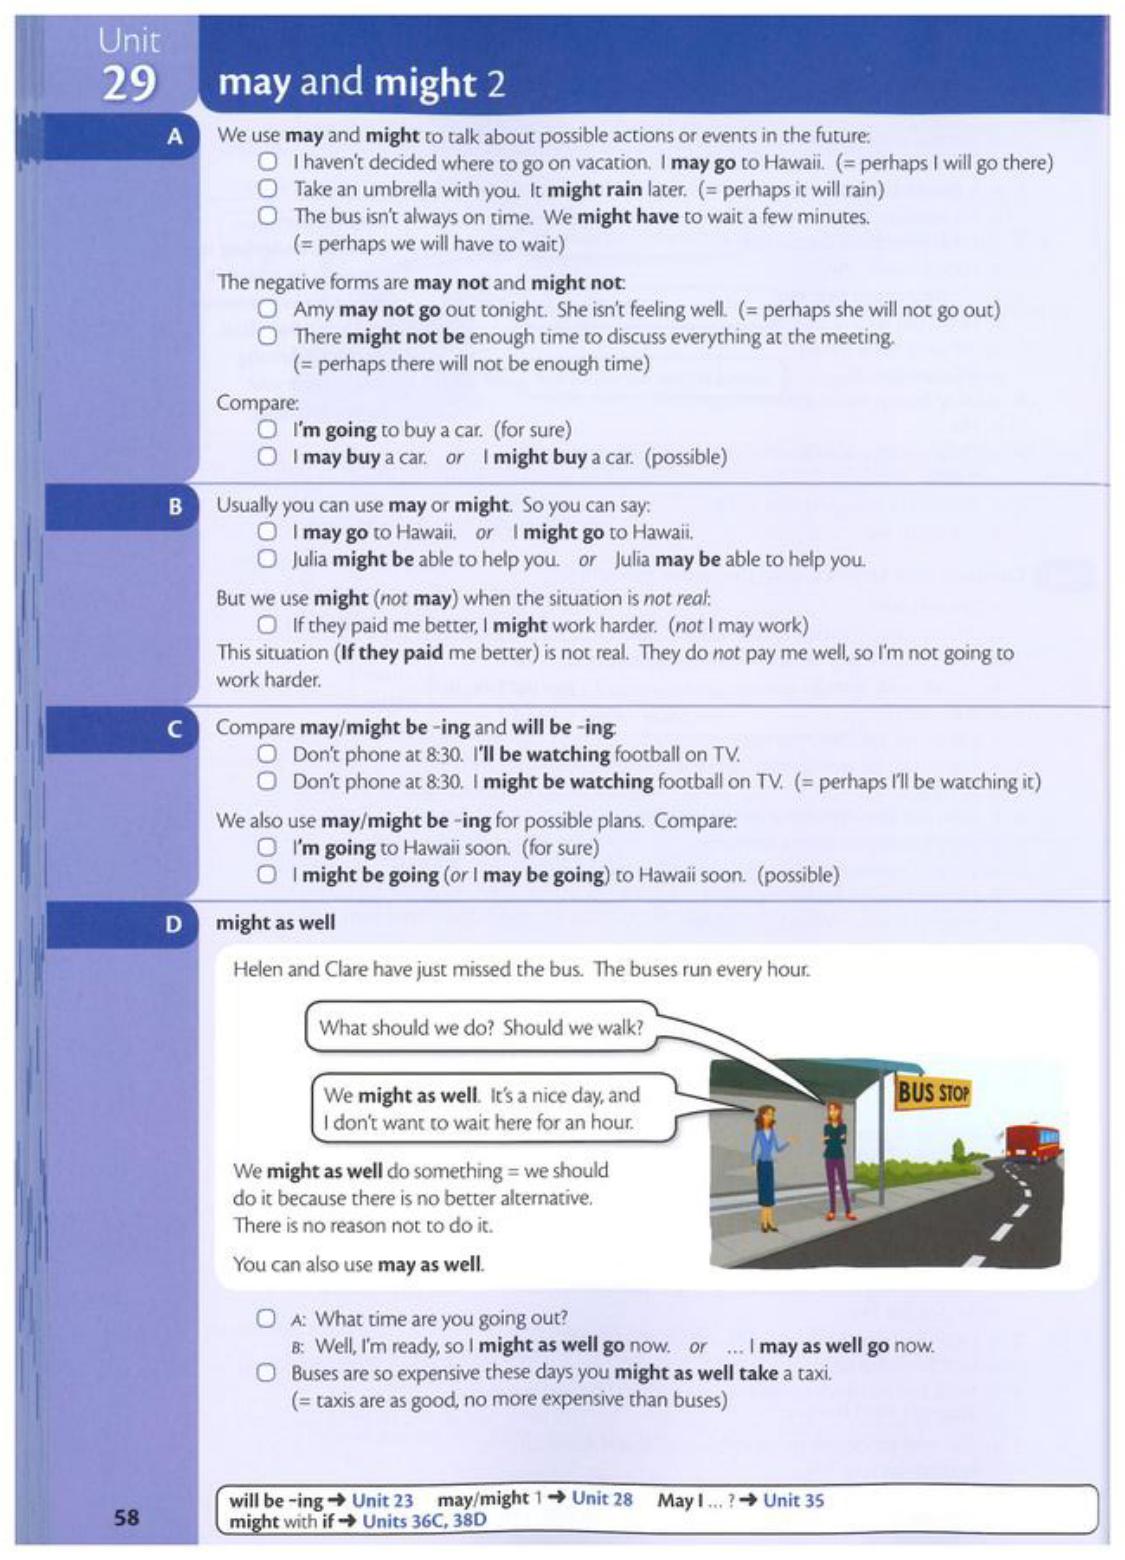 Unit
29
may and might 2
A
We use may and might to talk about possible actions or events in the future:
I haven't decided where to go on vacation. I may go to Hawaii. (= perhaps I will go there)
Take an umbrella with you. It might rain later. (= perhaps it will rain)
The bus isn't always on time. We might have to wait a few minutes.
(= perhaps we will have to wait)
The negative forms are may not and might not:
Amy may not go out tonight. She isn't feeling well. (= perhaps she will not go out)
There might not be enough time to discuss everything at the meeting.
(= perhaps there will not be enough time)
Compare:
I'm going to buy a car. (for sure)
I may buy a car. or I might buy a car. (possible)
B
Usually you can use may or might. So you can say:
I may go to Hawaii. or I might go to Hawaii.
Julia might be able to help you. or Julia may be able to help you.
But we use might (not may) when the situation is not real:
If they paid me better, I might work harder. (not I may work)
This situation (If they paid me better) is not real. They do not pay me well, so I'm not going to
work harder.
C
Compare may/might be -ing and will be -ing:
Don't phone at 8:30. I'll be watching football on TV.
Don't phone at 8:30. I might be watching football on TV. (= perhaps I'll be watching it)
We also use may/might be -ing for possible plans. Compare:
I'm going to Hawaii soon. (for sure)
I might be going (or I may be going) to Hawaii soon. (possible)
D
might as well
Helen and Clare have just missed the bus. The buses run every hour.
What should we do? Should we walk?
We might as well. It's a nice day, and
I don't want to wait here for an hour.
BUS STOP
We might as well do something = we should
do it because there is no better alternative.
There is no reason not to do it.
You can also use may as well.
A: What time are you going out?
B: Well, I'm ready, so I might as well go now. or ... I may as well go now.
Buses are so expensive these days you might as well take a taxi.
(= taxis are as good, no more expensive than buses)
58
will be -ing ➜ Unit 23 may/might 1 ➜ Unit 28 May I ... ? ➜ Unit 35
might with if ➜ Units 36C, 38D